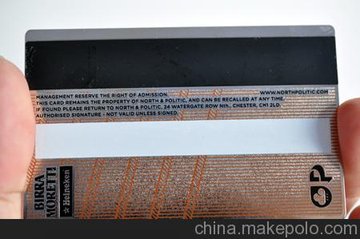 MANAGEMENT RESERVE THE RIGHT OF ADMISSION.
WWW.NORTHPOLITIC.COM
THIS CARD REMAINS THE PROPERTY OF NORTH & POLITIC, AND CAN BE RECALLED AT ANY TIME.
IF FOUND PLEASE RETURN TO NORTH & POLITIC, 24 WATERGATE ROW NTH, CHESTER, CH1 2LD
AUTHORISED SIGNATURE - NOT VALID UNLESS SIGNED.
BIRRA
MORETTI
Heineken
china.makepolo.com